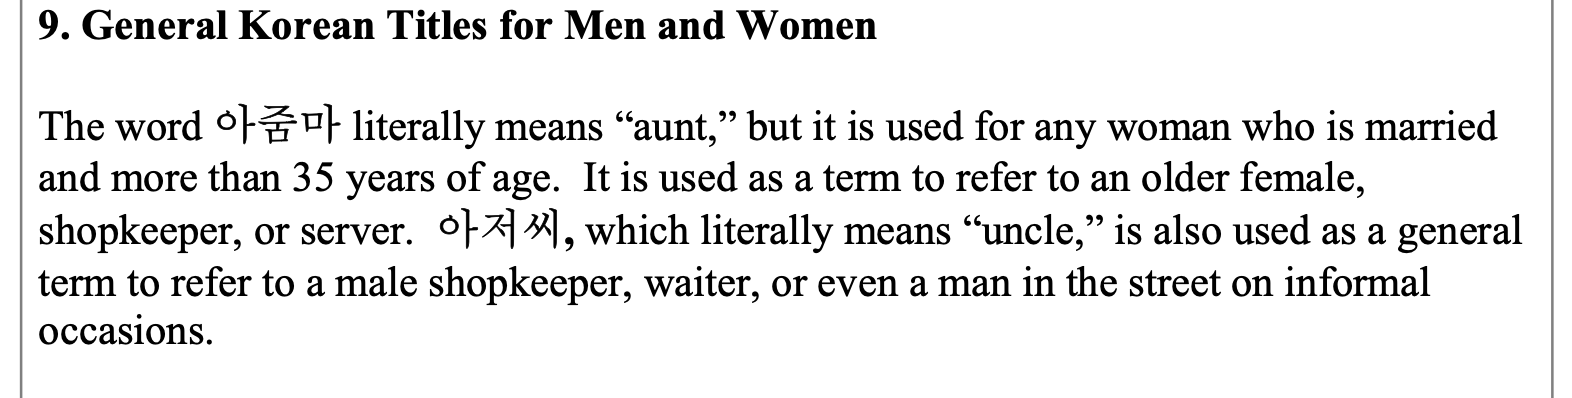 9. General Korean Titles for Men and Women
The word 아줌마 literally means “aunt,” but it is used for any woman who is married
and more than 35 years of age.  It is used as a term to refer to an older female,
shopkeeper, or server.  아저씨, which literally means “uncle,” is also used as a general
term to refer to a male shopkeeper, waiter, or even a man in the street on informal
occasions.